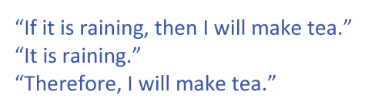 “If it is raining, then I will make tea.”
“It is raining.”
“Therefore, I will make tea.”